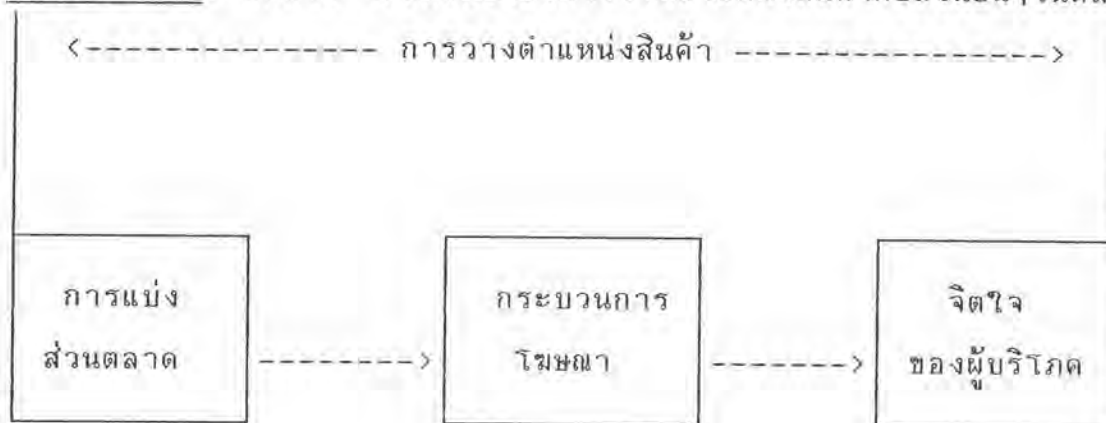 <---------------- การวางตำแหน่งสินค้า ---------------->
การแบ่ง
ส่วนตลาด
------->
กระบวนการ
โฆษณา
------->
จิตใจ
ของผู้บริโภค